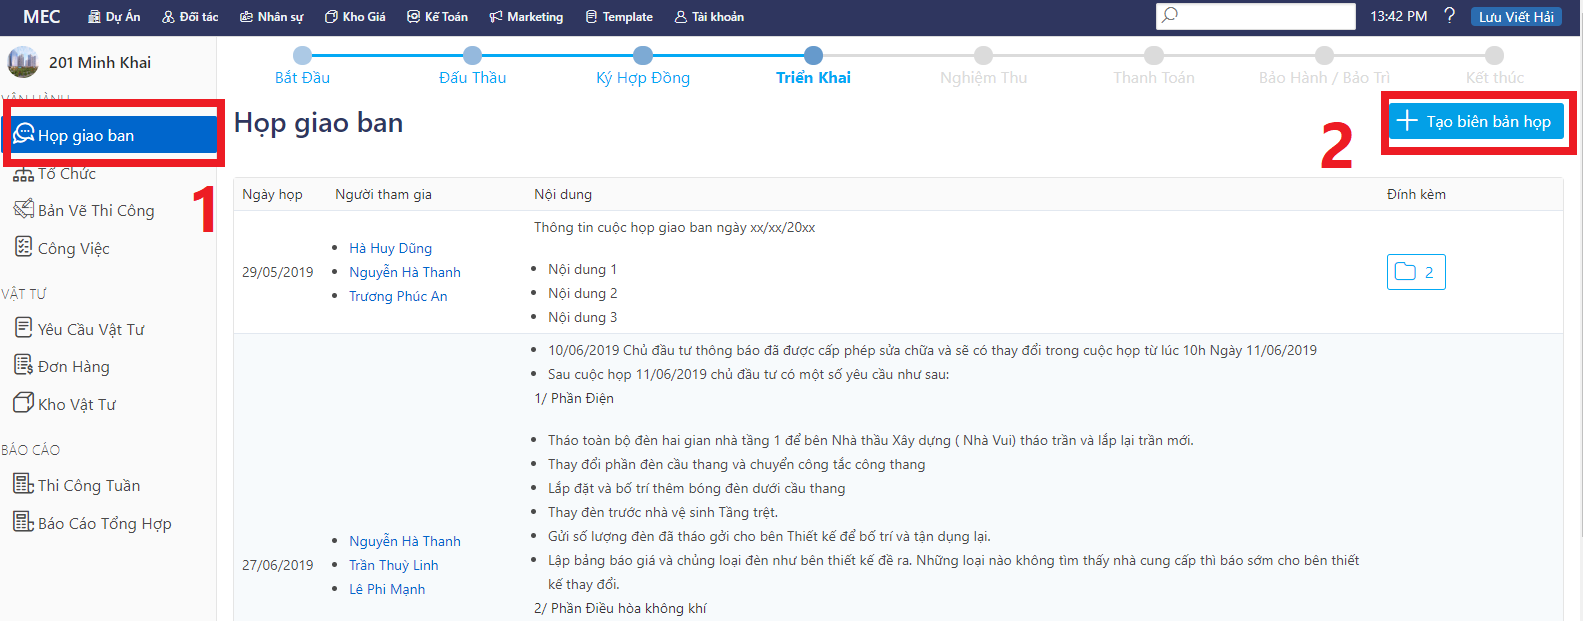 MEC Dự Án Đối tác Nhân sự Kho Giá Kế Toán Marketing Template Tài khoản 13:42 PM ? Lưu Viết Hải
201 Minh Khai
Bắt Đầu Đấu Thầu Ký Hợp Đồng Triển Khai Nghiệm Thu Thanh Toán Bảo Hành / Bảo Trì Kết thúc
VẬN HÀNH
Họp giao ban
Tổ Chức
Bản Vẽ Thi Công
Công Việc
VẬT TƯ
Yêu Cầu Vật Tư
Đơn Hàng
Kho Vật Tư
BÁO CÁO
Thi Công Tuần
Báo Cáo Tổng Hợp
1
Họp giao ban
2
Tạo biên bản họp
Ngày họp Người tham gia Nội dung Đính kèm
29/05/2019
Hà Huy Dũng
Nguyễn Hà Thanh
Trương Phúc An
Thông tin cuộc họp giao ban ngày xx/xx/20xx
Nội dung 1
Nội dung 2
Nội dung 3
2
27/06/2019
Nguyễn Hà Thanh
Trần Thuỳ Linh
Lê Phi Mạnh
10/06/2019 Chủ đầu tư thông báo đã được cấp phép sửa chữa và sẽ có thay đổi trong cuộc họp từ lúc 10h Ngày 11/06/2019
Sau cuộc họp 11/06/2019 chủ đầu tư có một số yêu cầu như sau:
1/ Phần Điện
Tháo toàn bộ đèn hai gian nhà tầng 1 để bên Nhà thầu Xây dựng ( Nhà Vui) tháo trần và lắp lại trần mới.
Thay đổi phần đèn cầu thang và chuyển công tắc công thang
Lắp đặt và bố trí thêm bóng đèn dưới cầu thang
Thay đèn trước nhà vệ sinh Tầng trệt.
Gửi số lượng đèn đã tháo gởi cho bên Thiết kế để bố trí và tận dụng lại.
Lập bảng báo giá và chủng loại đèn như bên thiết kế đề ra. Những loại nào không tìm thấy nhà cung cấp thì báo sớm cho bên thiết
kế thay đổi.
2/ Phần Điều hòa không khí